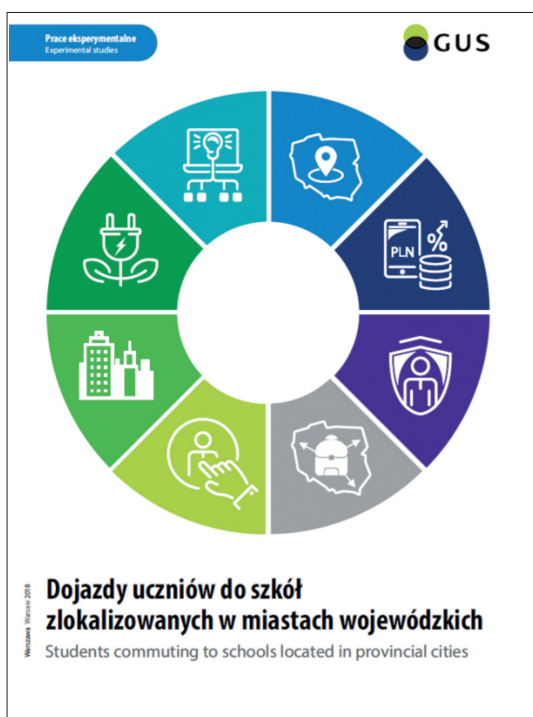 Prace eksperymentalne
Experimental studies
GUS
PLN
%
Dojazdy uczniów do szkół
zlokalizowanych w miastach wojewódzkich
Students commuting to schools located in provincial cities
Warszawa Warsaw 2018